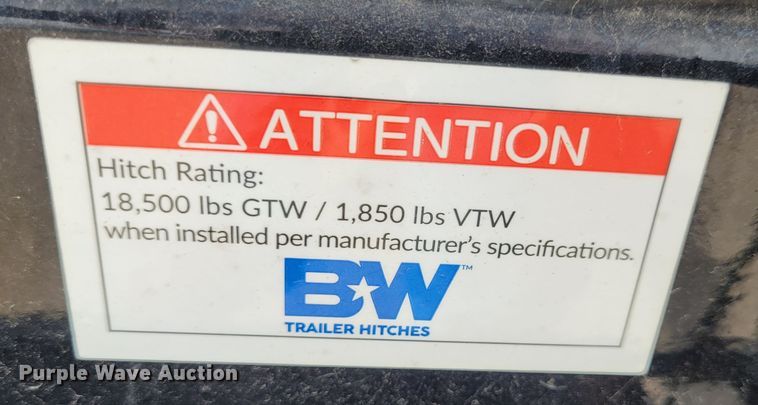 ATTENTION
Hitch Rating:
18,500 lbs GTW / 1,850 lbs VTW
when installed per manufacturer's specifications.
B★W™
TRAILER HITCHES
Purple Wave Auction